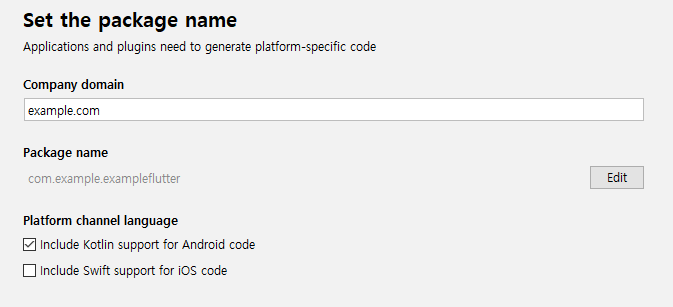 Set the package name
Applications and plugins need to generate platform-specific code
Company domain
example.com
Package name
com.example.exampleflutter
Edit
Platform channel language
Include Kotlin support for Android code
Include Swift support for iOS code